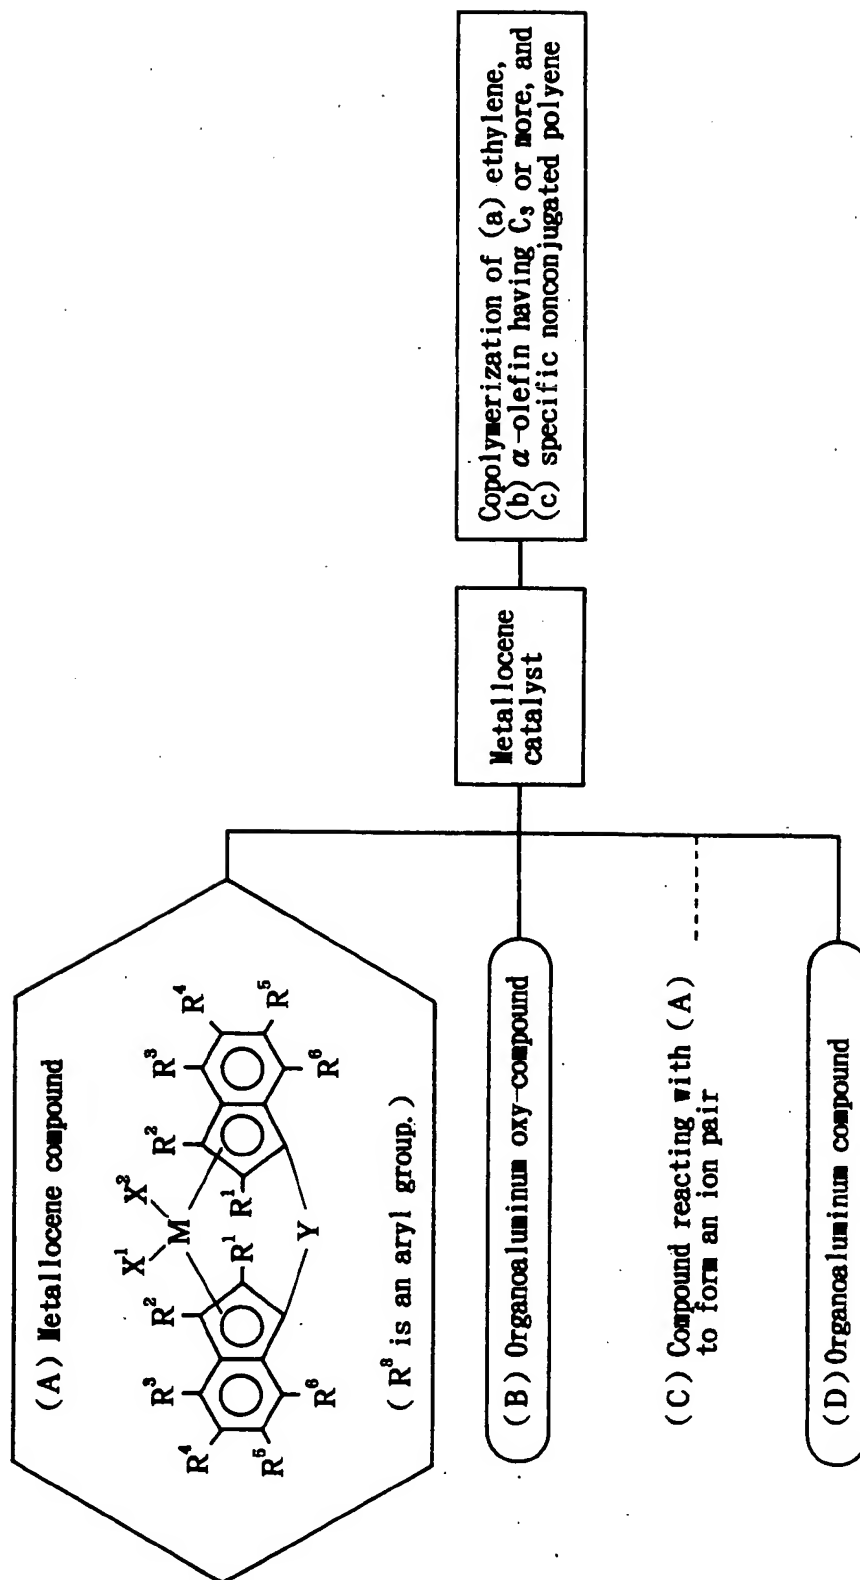 (A) Metallocene compound
X¹ X²
M
R² R¹ R¹ R²
R³ R³
R⁴ R⁴
R⁵ R⁶ Y R⁶ R⁵
(R⁸ is an aryl group.)
(B) Organoaluminum oxy-compound
(C) Compound reacting with (A)
to form an ion pair
(D) Organoaluminum compound
Metallocene
catalyst
Copolymerization of (a) ethylene,
(b) α-olefin having C₃ or more, and
(c) specific nonconjugated polyene